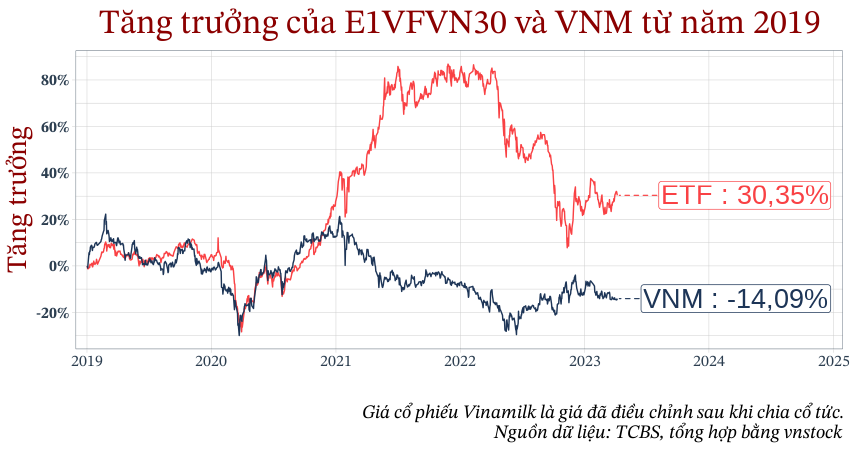 Tăng trưởng của E1VFVN30 và VNM từ năm 2019
Tăng trưởng
80%
60%
40%
20%
0%
-20%
ETF : 30,35%
VNM : -14,09%
2019 2020 2021 2022 2023 2024 2025
Giá cổ phiếu Vinamilk là giá đã điều chỉnh sau khi chia cổ tức.
Nguồn dữ liệu: TCBS, tổng hợp bằng vnstock